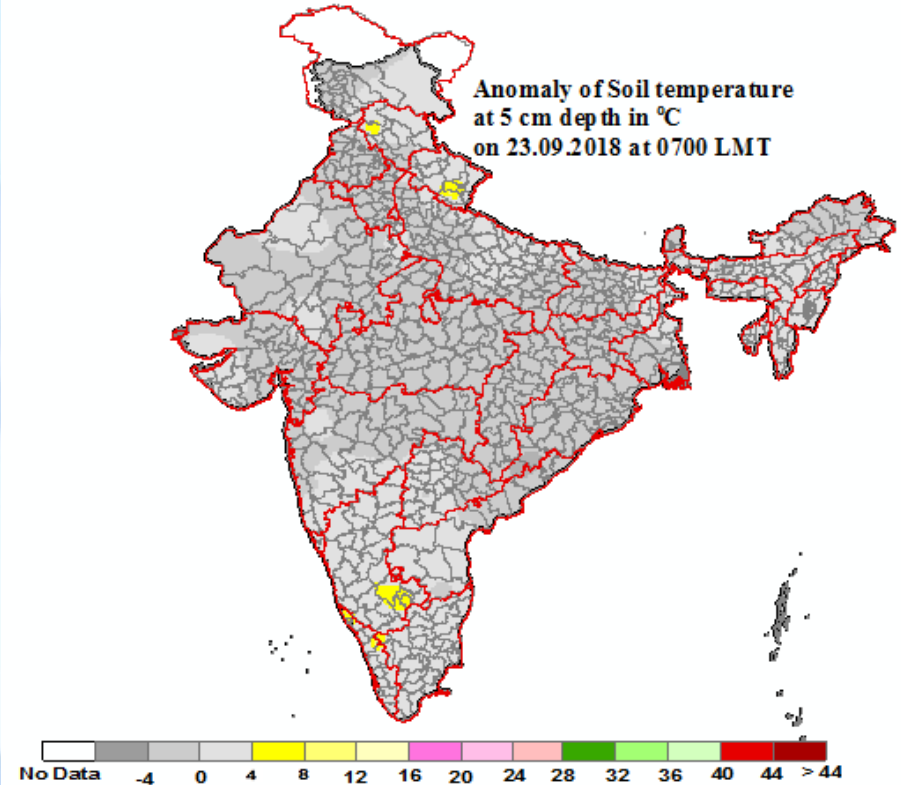 Anomaly of Soil temperature
at 5 cm depth in °C
on 23.09.2018 at 0700 LMT
No Data -4 0 4 8 12 16 20 24 28 32 36 40 44 > 44